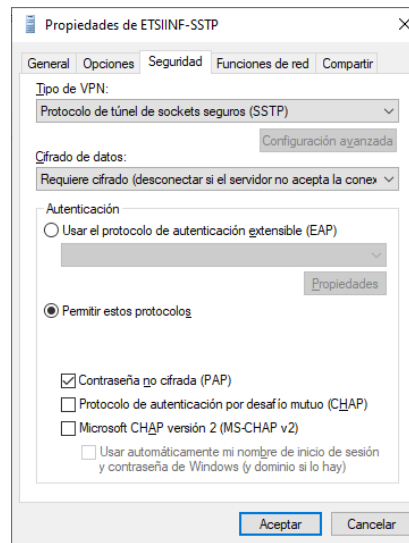 Propiedades de ETSIINF-SSTP
General Opciones Seguridad Funciones de red Compartir
Tipo de VPN:
Protocolo de túnel de sockets seguros (SSTP)
Configuración avanzada
Cifrado de datos:
Requiere cifrado (desconectar si el servidor no acepta la conex
Autenticación
Usar el protocolo de autenticación extensible (EAP)
Propiedades
Permitir estos protocolos
Contraseña no cifrada (PAP)
Protocolo de autenticación por desafío mutuo (CHAP)
Microsoft CHAP versión 2 (MS-CHAP v2)
Usar automáticamente mi nombre de inicio de sesión
y contraseña de Windows (y dominio si lo hay)
Aceptar Cancelar